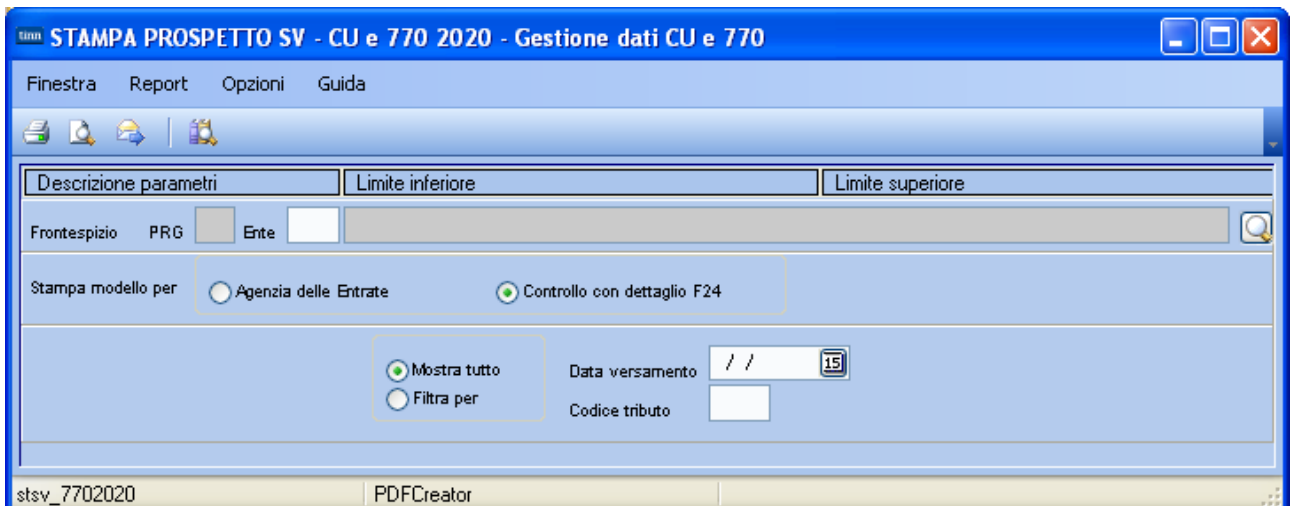 tinn STAMPA PROSPETTO SV - CU e 770 2020 - Gestione dati CU e 770
Finestra Report Opzioni Guida
Descrizione parametri Limite inferiore Limite superiore
Frontespizio PRG Ente
Stampa modello per Agenzia delle Entrate Controllo con dettaglio F24
Mostra tutto Data versamento / / 15
Filtra per Codice tributo
stsv_7702020 PDFCreator